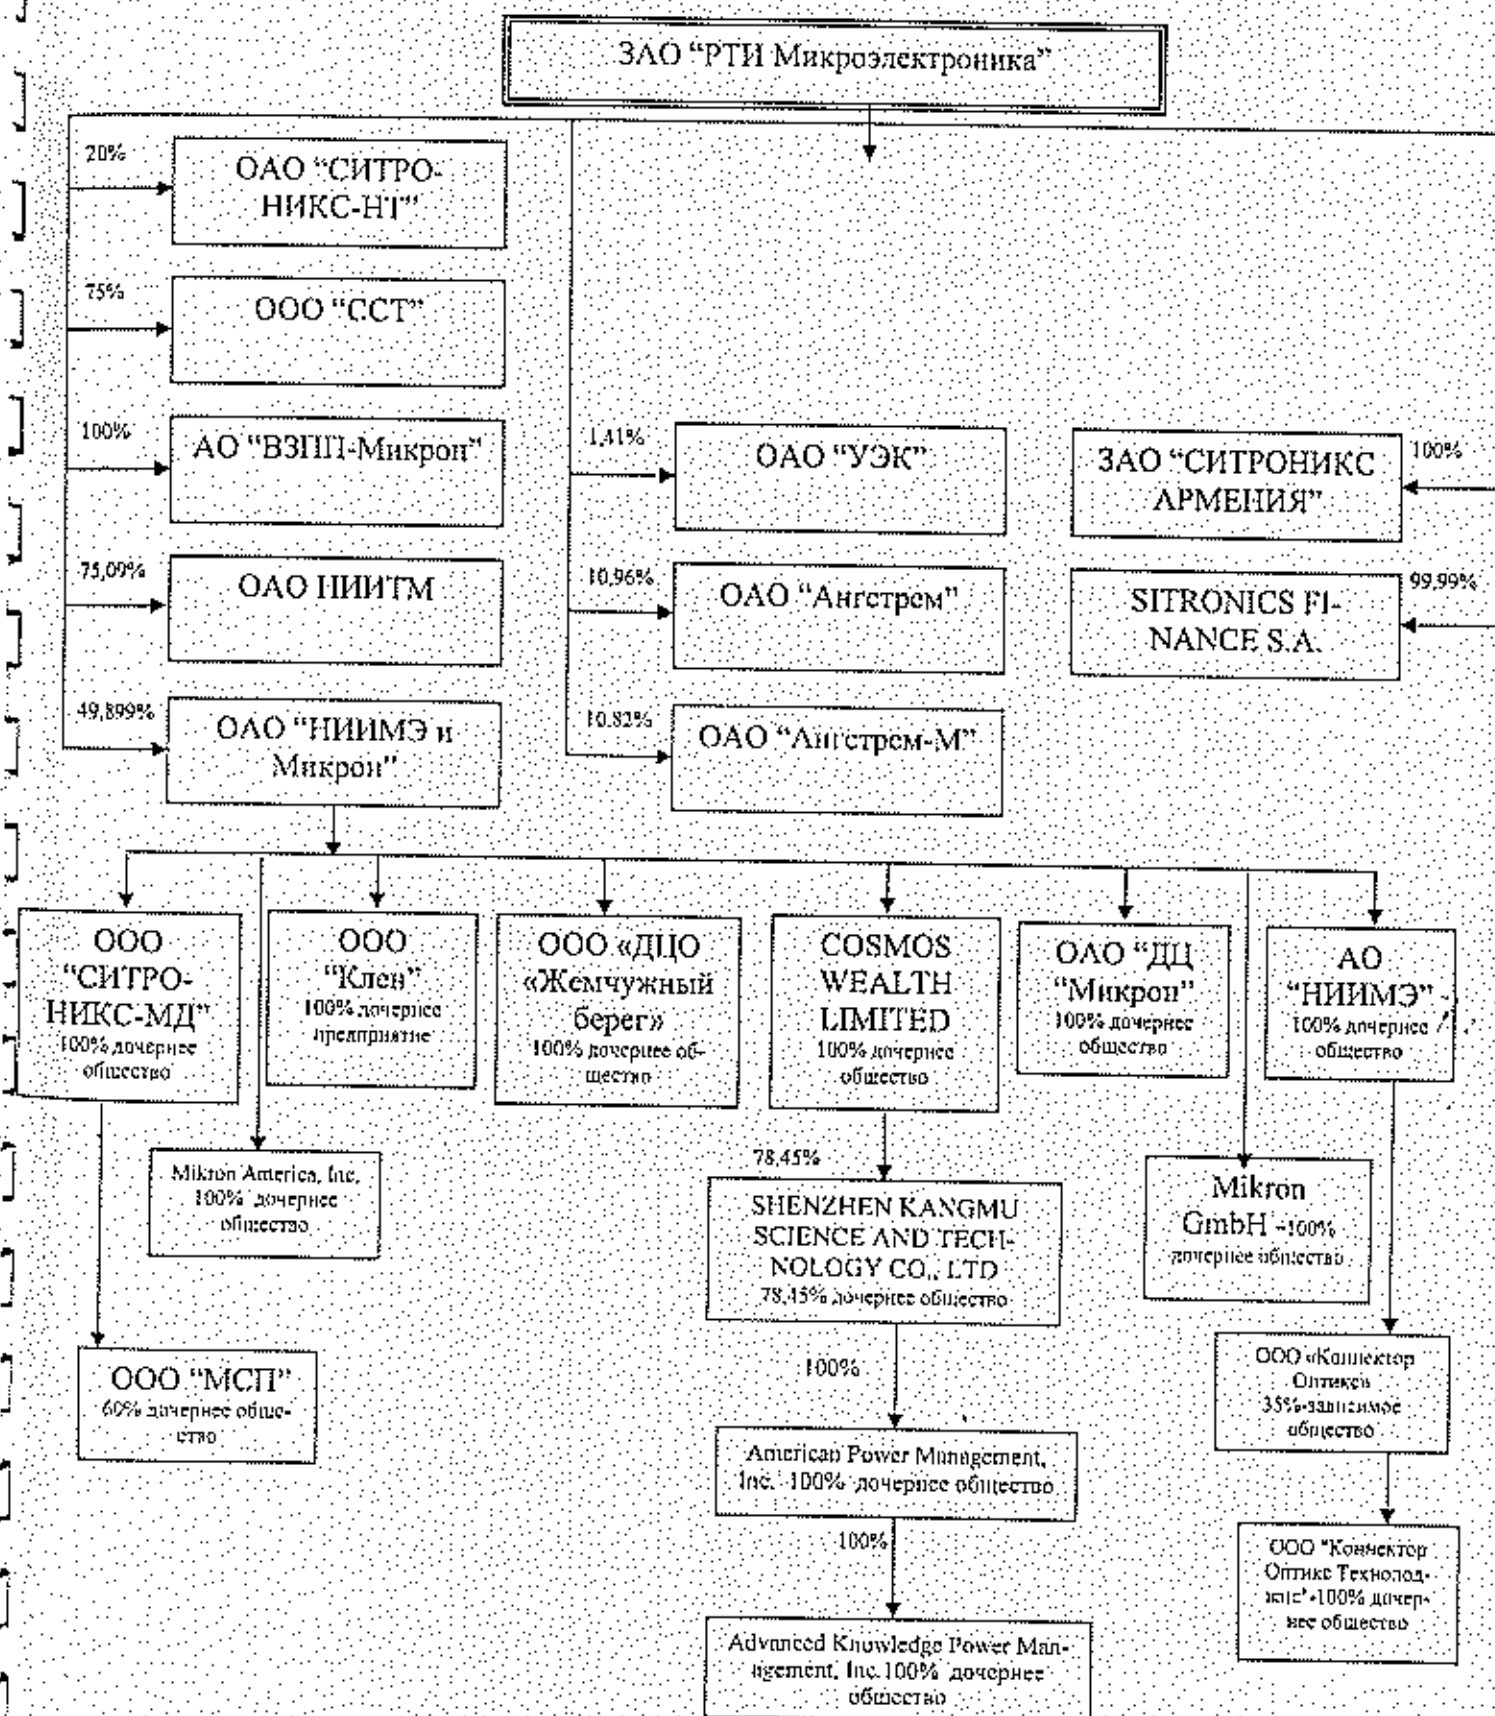 ЗАО “РТИ Микроэлектроника”
20%
ОАО “СИТРО-
НИКС-НТ”
75%
ООО “ССТ”
100%
АО “ВЗПП-Микрон”
1,41%
ОАО “УЭК”
ЗАО “СИТРОНИКС
АРМЕНИЯ”
100%
75,09%
ОАО НИИТМ
10,96%
ОАО “Ангстрем”
SITRONICS FI-
NANCE S.A.
99,99%
49,899%
ОАО “НИИМЭ и
Микрон”
10.82%
ОАО “Ангстрем-М”
ООО
“СИТРО-
НИКС-МД”
100% дочернее
общество
ООО
“Клен”
100% дочернее
предприятие
ООО «ДЦО
«Жемчужный
берег»
100% дочернее об-
щество
COSMOS
WEALTH
LIMITED
100% дочернее
общество
ОАО “ДЦ
“Микрон”
100% дочернее
общество
АО
“НИИМЭ”
100% дочернее
общество
Mikron America, Inc,
100% дочернее
общество
78,45%
SHENZHEN KANGMU
SCIENCE AND TECH-
NOLOGY CO., LTD
78,45% дочернее общество
Mikron
GmbH -100%
дочернее общество
ООО “МСП”
60% дочернее обще-
ство
100%
ООО «Коннектор
Оптикс»
35%-зависимое
общество
American Power Management,
Inc. 100% дочернее общество
100%
ООО "Коннектор
Оптикс Технолод-
жис"-100% дочер-
нее общество
Advanced Knowledge Power Man-
agement, Inc.100% дочернее
общество